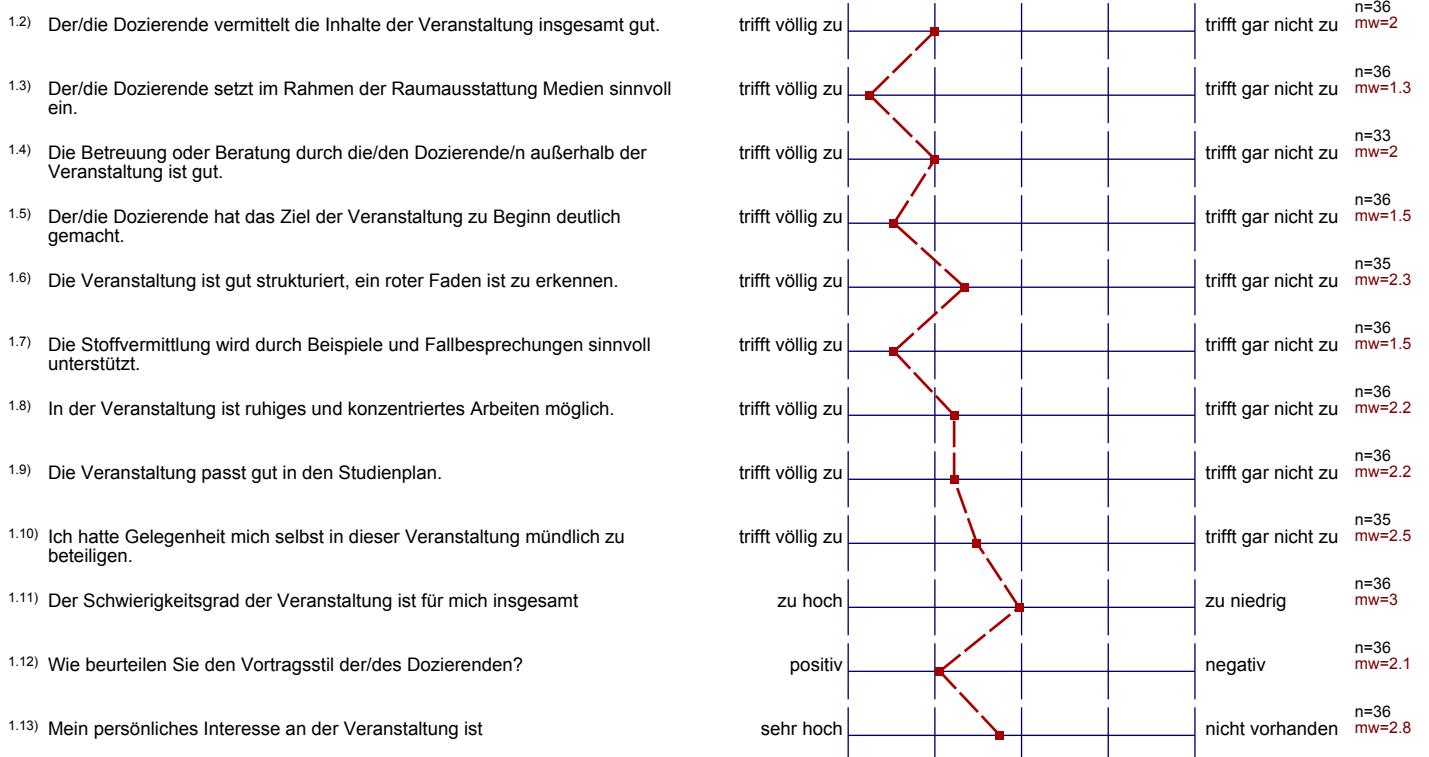 n=36
1.2) Der/die Dozierende vermittelt die Inhalte der Veranstaltung insgesamt gut. trifft völlig zu trifft gar nicht zu mw=2
n=36
1.3) Der/die Dozierende setzt im Rahmen der Raumausstattung Medien sinnvoll trifft völlig zu trifft gar nicht zu mw=1.3
ein.
n=33
1.4) Die Betreuung oder Beratung durch die/den Dozierende/n außerhalb der trifft völlig zu trifft gar nicht zu mw=2
Veranstaltung ist gut.
n=36
1.5) Der/die Dozierende hat das Ziel der Veranstaltung zu Beginn deutlich trifft völlig zu trifft gar nicht zu mw=1.5
gemacht.
n=35
1.6) Die Veranstaltung ist gut strukturiert, ein roter Faden ist zu erkennen. trifft völlig zu trifft gar nicht zu mw=2.3
n=36
1.7) Die Stoffvermittlung wird durch Beispiele und Fallbesprechungen sinnvoll trifft völlig zu trifft gar nicht zu mw=1.5
unterstützt.
n=36
1.8) In der Veranstaltung ist ruhiges und konzentriertes Arbeiten möglich. trifft völlig zu trifft gar nicht zu mw=2.2
n=36
1.9) Die Veranstaltung passt gut in den Studienplan. trifft völlig zu trifft gar nicht zu mw=2.2
n=35
1.10) Ich hatte Gelegenheit mich selbst in dieser Veranstaltung mündlich zu trifft völlig zu trifft gar nicht zu mw=2.5
beteiligen.
n=36
1.11) Der Schwierigkeitsgrad der Veranstaltung ist für mich insgesamt zu hoch zu niedrig mw=3
n=36
1.12) Wie beurteilen Sie den Vortragsstil der/des Dozierenden? positiv negativ mw=2.1
n=36
1.13) Mein persönliches Interesse an der Veranstaltung ist sehr hoch nicht vorhanden mw=2.8